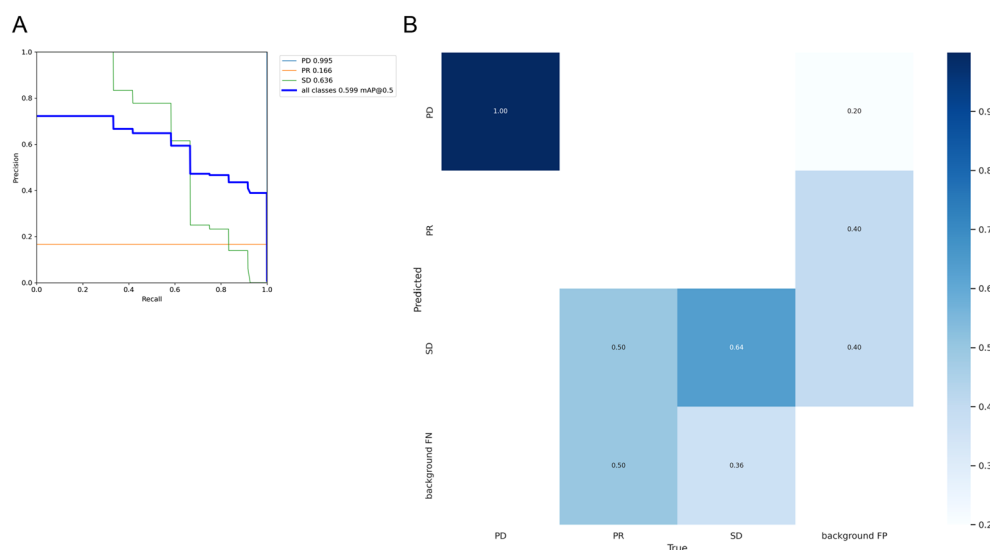 A
1.0
0.8
0.6
0.4
0.2
0.0
Precision
0.0 0.2 0.4 0.6 0.8 1.0
Recall
PD 0.995
PR 0.166
SD 0.636
all classes 0.599 mAP@0.5
B
PD
PR
SD
background FN
Predicted
1.00
0.20
0.40
0.50
0.64
0.40
0.50
0.36
PD PR SD background FP
True
0.9
0.8
0.7
0.6
0.5
0.4
0.3
0.2